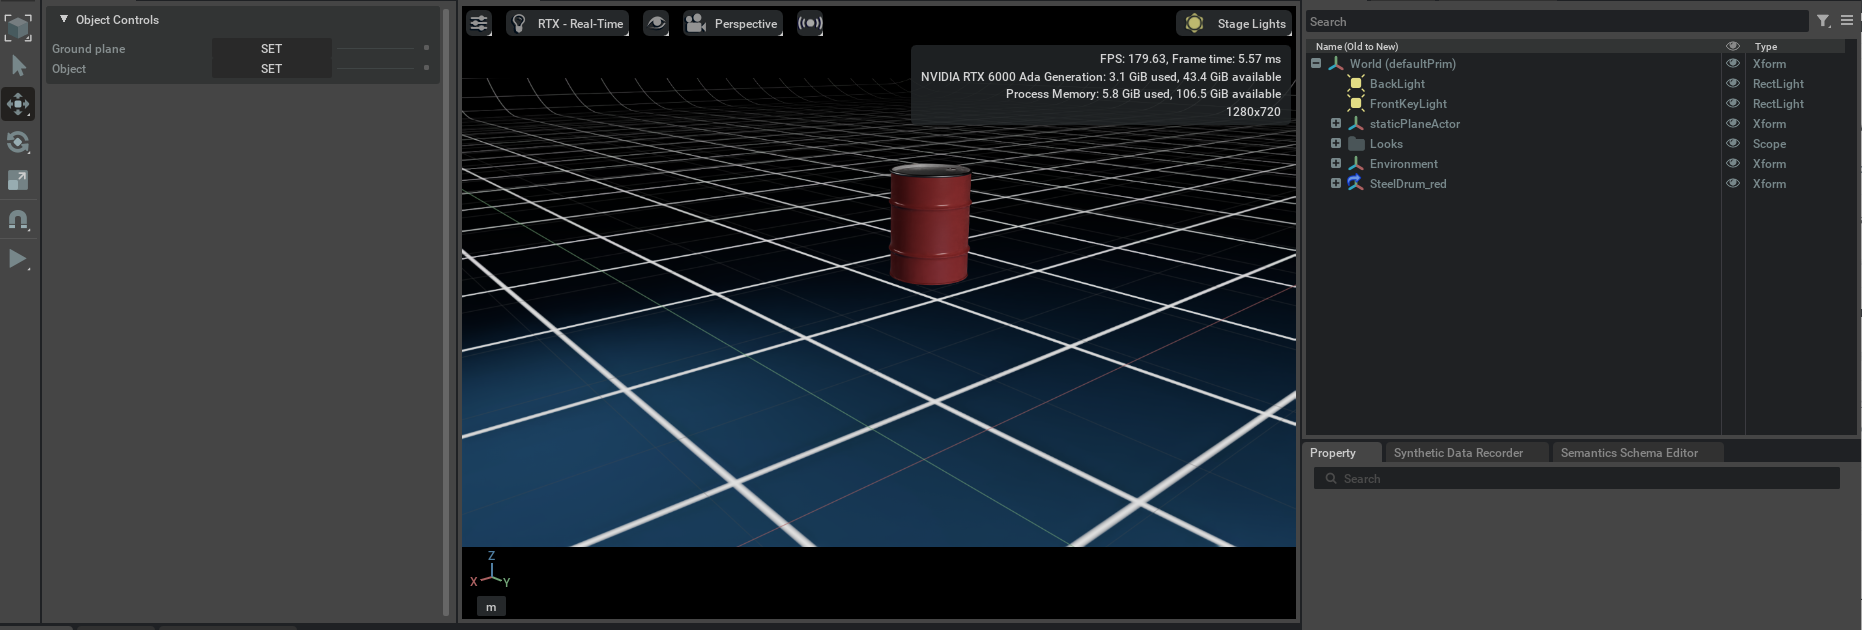 Object Controls
Ground plane SET
Object SET
RTX - Real-Time Perspective Stage Lights
FPS: 179.63, Frame time: 5.57 ms
NVIDIA RTX 6000 Ada Generation: 3.1 GiB used, 43.4 GiB available
Process Memory: 5.8 GiB used, 106.5 GiB available
1280x720
Z
X Y
m
Search
Name (Old to New) Type
World (defaultPrim) Xform
BackLight RectLight
FrontKeyLight RectLight
staticPlaneActor Xform
Looks Scope
Environment Xform
SteelDrum_red Xform
Property Synthetic Data Recorder Semantics Schema Editor
Search